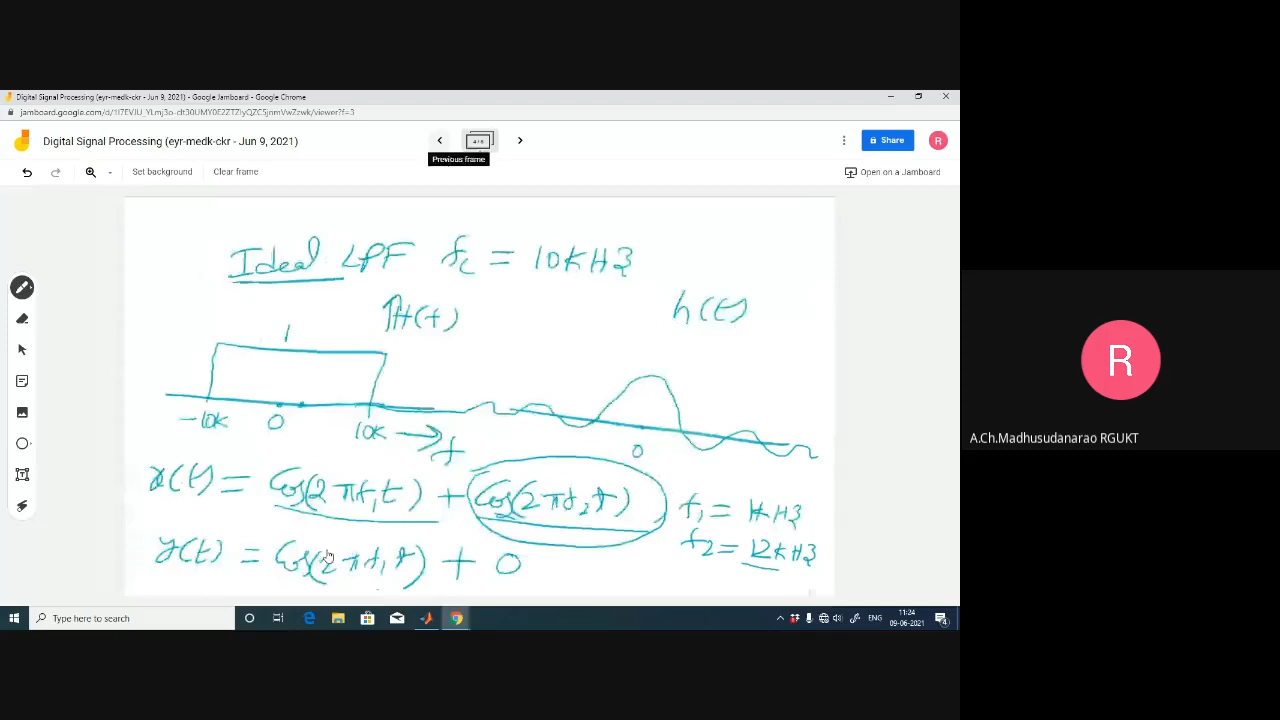 Digital Signal Processing (eyr-medk-ckr - Jun 9, 2021) - Google Jamboard - Google Chrome
Digital Signal Processing (eyr-medk-ckr - Jun 9, 2021)
4 / 6
Share
R
Previous frame
Set background
Clear frame
Open on a Jamboard
Ideal LPF fc = 10KHz
H(f)
h(t)
1
-10K 0 10K → f
0
x(t) = Cos(2πf₁t) + Cos(2πf₂t)
f₁ = 1KHz
y(t) = Cos(2πf₁t) + 0
f₂ = 12KHz
R
A.Ch.Madhusudanarao RGUKT
Type here to search
ENG
11:24
09-06-2021
4